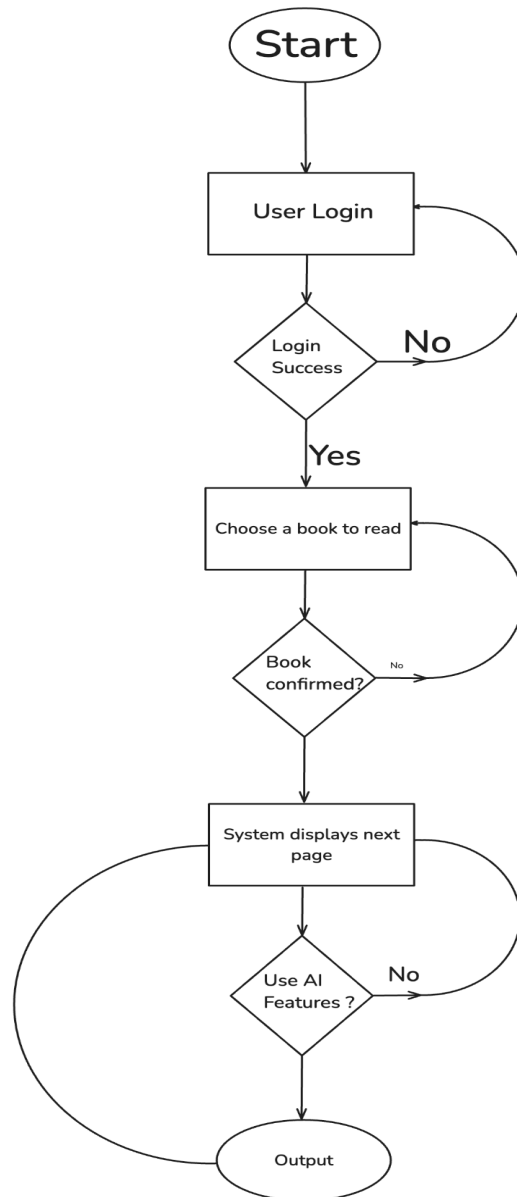 Start
User Login
Login
Success
No
Yes
Choose a book to read
Book
confirmed?
No
System displays next
page
Use AI
Features ?
No
Output